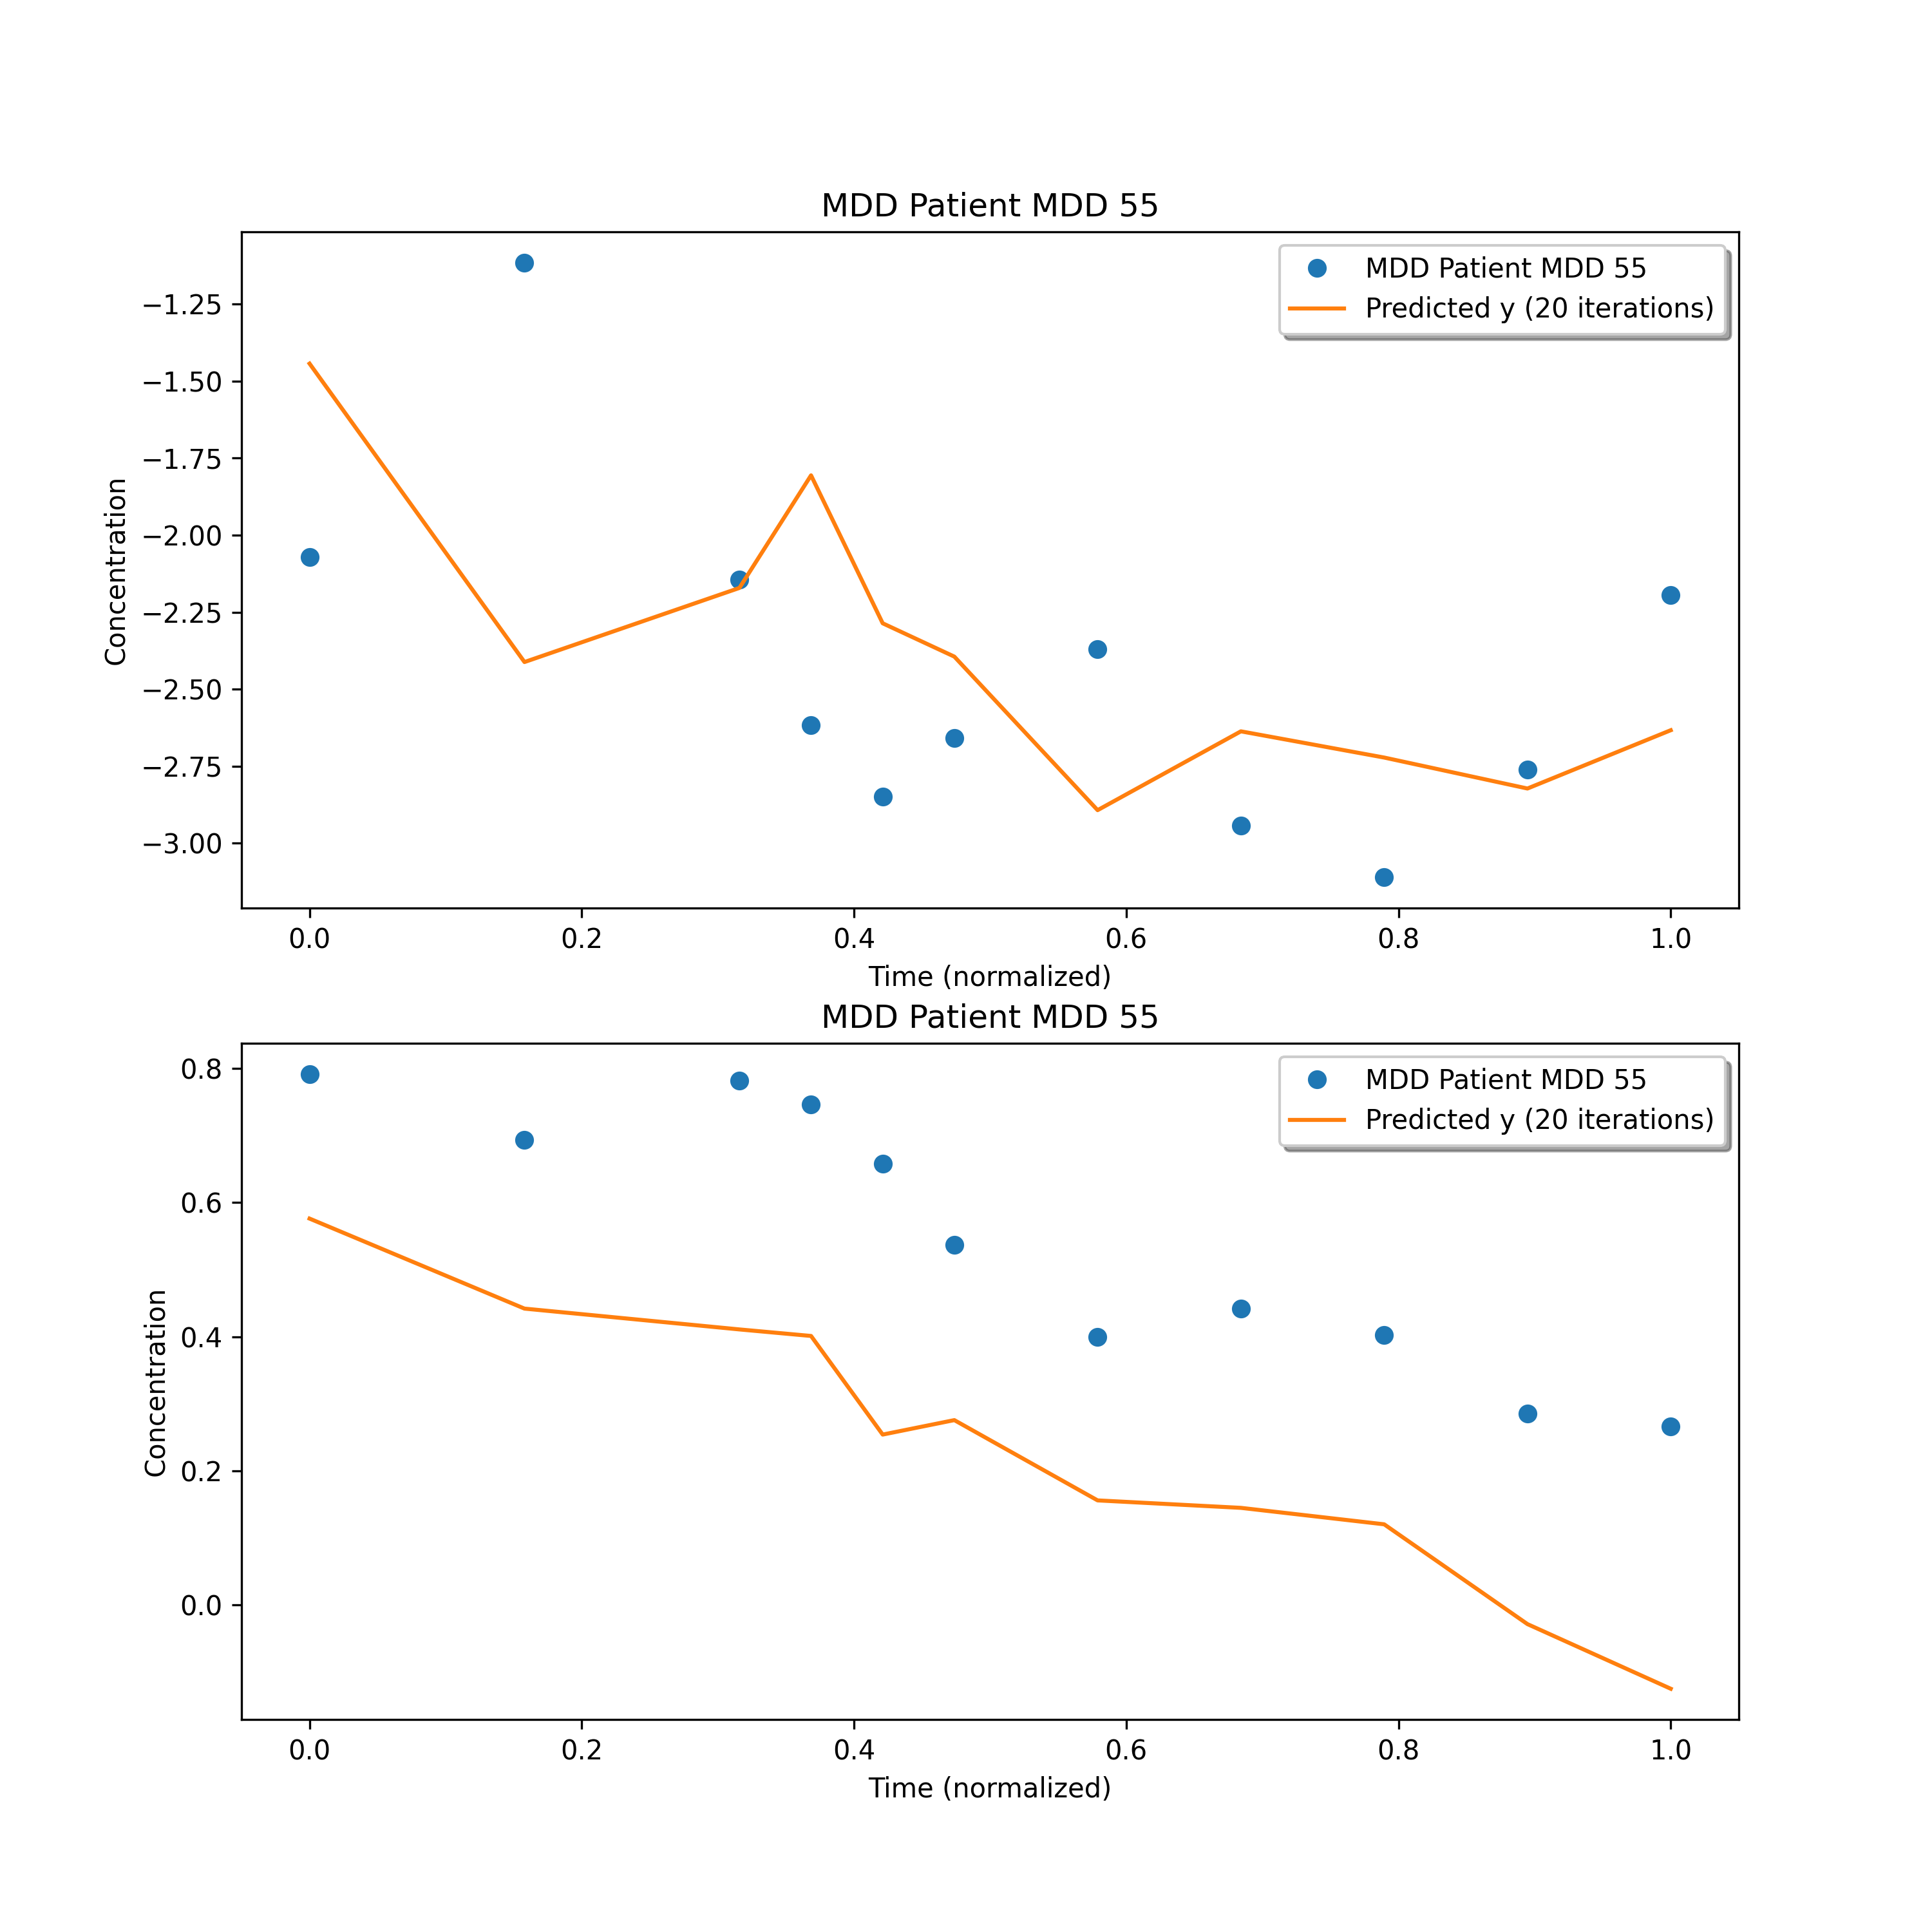 MDD Patient MDD 55
MDD Patient MDD 55
Predicted y (20 iterations)
Concentration
−1.25
−1.50
−1.75
−2.00
−2.25
−2.50
−2.75
−3.00
0.0 0.2 0.4 0.6 0.8 1.0
Time (normalized)
MDD Patient MDD 55
MDD Patient MDD 55
Predicted y (20 iterations)
Concentration
0.8
0.6
0.4
0.2
0.0
0.0 0.2 0.4 0.6 0.8 1.0
Time (normalized)